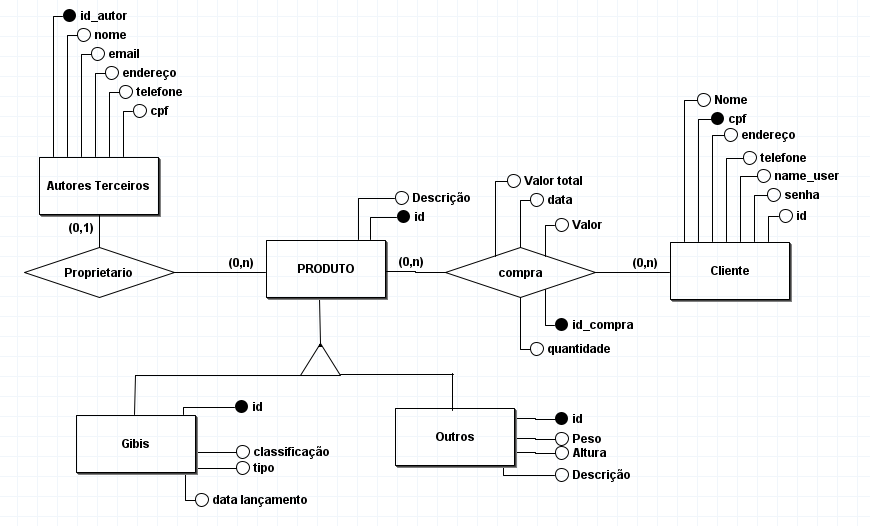 id_autor
nome
email
endereço
telefone
cpf
Autores Terceiros
(0,1)
Proprietario
(0,n)
Descrição
id
PRODUTO
(0,n)
Valor total
data
Valor
compra
id_compra
quantidade
(0,n)
Nome
cpf
endereço
telefone
name_user
senha
id
Cliente
id
Gibis
classificação
tipo
data lançamento
Outros
id
Peso
Altura
Descrição